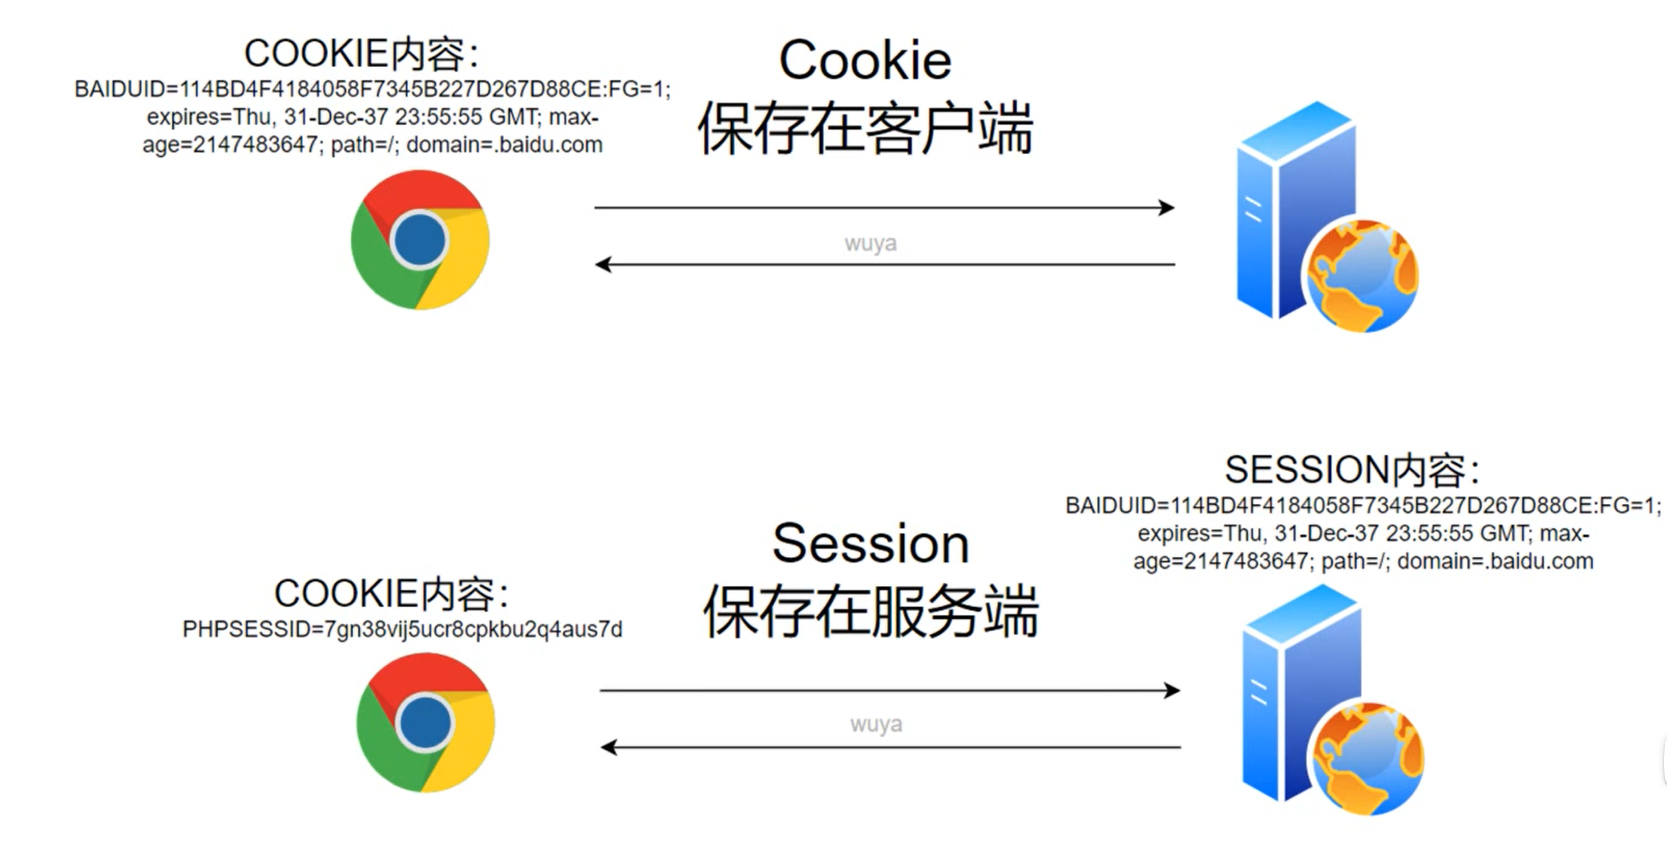 COOKIE内容：
BAIDUID=114BD4F4184058F7345B227D267D88CE:FG=1;
expires=Thu, 31-Dec-37 23:55:55 GMT; max-
age=2147483647; path=/; domain=.baidu.com
Cookie
保存在客户端
wuya
SESSION内容：
BAIDUID=114BD4F4184058F7345B227D267D88CE:FG=1;
expires=Thu, 31-Dec-37 23:55:55 GMT; max-
age=2147483647; path=/; domain=.baidu.com
Session
保存在服务端
COOKIE内容：
PHPSESSID=7gn38vij5ucr8cpkbu2q4aus7d
wuya